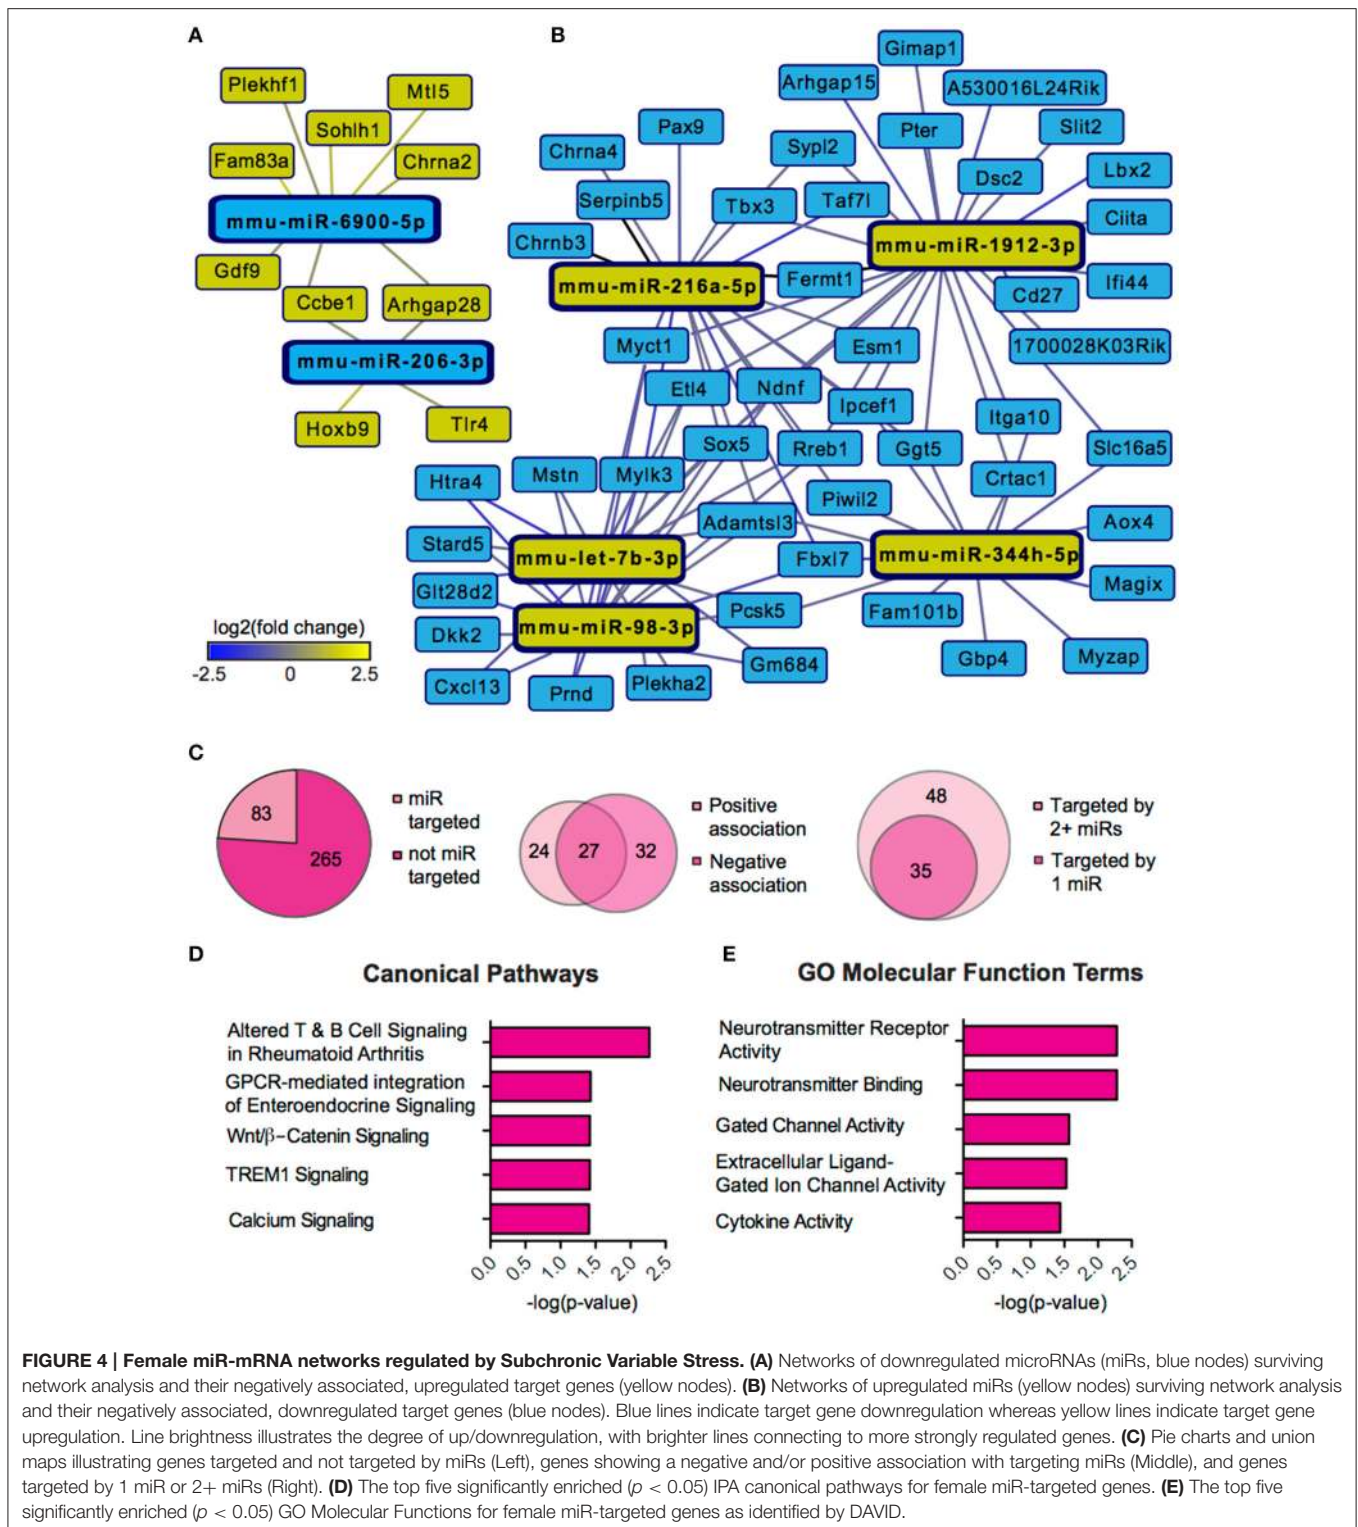 A
Plekhf1
Mtl5
Sohlh1
Fam83a
Chrna2
mmu-miR-6900-5p
Gdf9
Ccbe1
Arhgap28
mmu-miR-206-3p
Hoxb9
Tlr4
B
Gimap1
Arhgap15
A530016L24Rik
Pax9
Pter
Slit2
Chrna4
Sypl2
Dsc2
Lbx2
Serpinb5
Tbx3
Taf7l
Ciita
Chrnb3
mmu-miR-1912-3p
mmu-miR-216a-5p
Fermt1
Cd27
Ifi44
Myct1
Esm1
1700028K03Rik
Etl4
Ndnf
Ipcef1
Itga10
Sox5
Rreb1
Ggt5
Slc16a5
Htra4
Mstn
Mylk3
Crtac1
Piwil2
Adamtsl3
Aox4
Stard5
mmu-let-7b-3p
Fbxl7
mmu-miR-344h-5p
Magix
Glt28d2
Pcsk5
Fam101b
Dkk2
mmu-miR-98-3p
Gm684
Gbp4
Myzap
Cxcl13
Prnd
Plekha2
log2(fold change)
-2.5 0 2.5
C
83
265
miR
targeted
not miR
targeted
24 27 32
Positive
association
Negative
association
48
35
Targeted by
2+ miRs
Targeted by
1 miR
D
Canonical Pathways
Altered T & B Cell Signaling
in Rheumatoid Arthritis
GPCR-mediated integration
of Enteroendocrine Signaling
Wnt/β-Catenin Signaling
TREM1 Signaling
Calcium Signaling
0.0 0.5 1.0 1.5 2.0 2.5
-log(p-value)
E
GO Molecular Function Terms
Neurotransmitter Receptor
Activity
Neurotransmitter Binding
Gated Channel Activity
Extracellular Ligand-
Gated Ion Channel Activity
Cytokine Activity
0.0 0.5 1.0 1.5 2.0 2.5
-log(p-value)
FIGURE 4 | Female miR-mRNA networks regulated by Subchronic Variable Stress. (A) Networks of downregulated microRNAs (miRs, blue nodes) surviving
network analysis and their negatively associated, upregulated target genes (yellow nodes). (B) Networks of upregulated miRs (yellow nodes) surviving network analysis
and their negatively associated, downregulated target genes (blue nodes). Blue lines indicate target gene downregulation whereas yellow lines indicate target gene
upregulation. Line brightness illustrates the degree of up/downregulation, with brighter lines connecting to more strongly regulated genes. (C) Pie charts and union
maps illustrating genes targeted and not targeted by miRs (Left), genes showing a negative and/or positive association with targeting miRs (Middle), and genes
targeted by 1 miR or 2+ miRs (Right). (D) The top five significantly enriched (p < 0.05) IPA canonical pathways for female miR-targeted genes. (E) The top five
significantly enriched (p < 0.05) GO Molecular Functions for female miR-targeted genes as identified by DAVID.